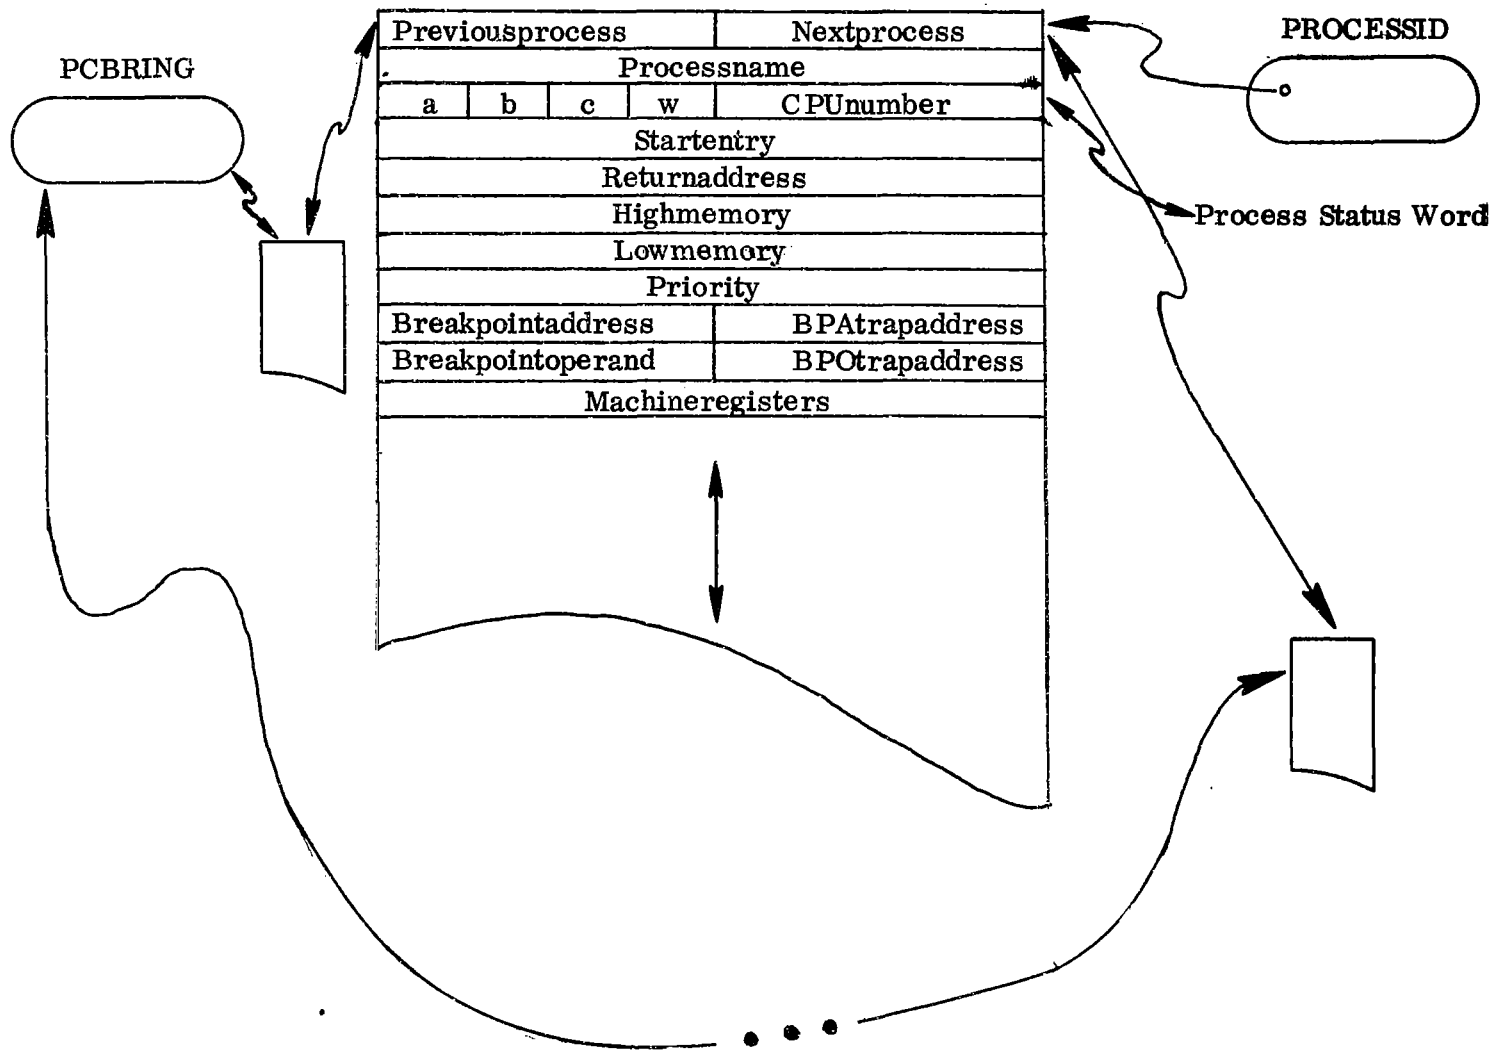 Previousprocess Nextprocess
PROCESSID
PCBRING
Processname
a b c w CPUnumber
Startentry
Returnaddress
Highmemory
Process Status Word
Lowmemory
Priority
Breakpointaddress BPAtrapaddress
Breakpointoperand BPOtrapaddress
Machineregisters